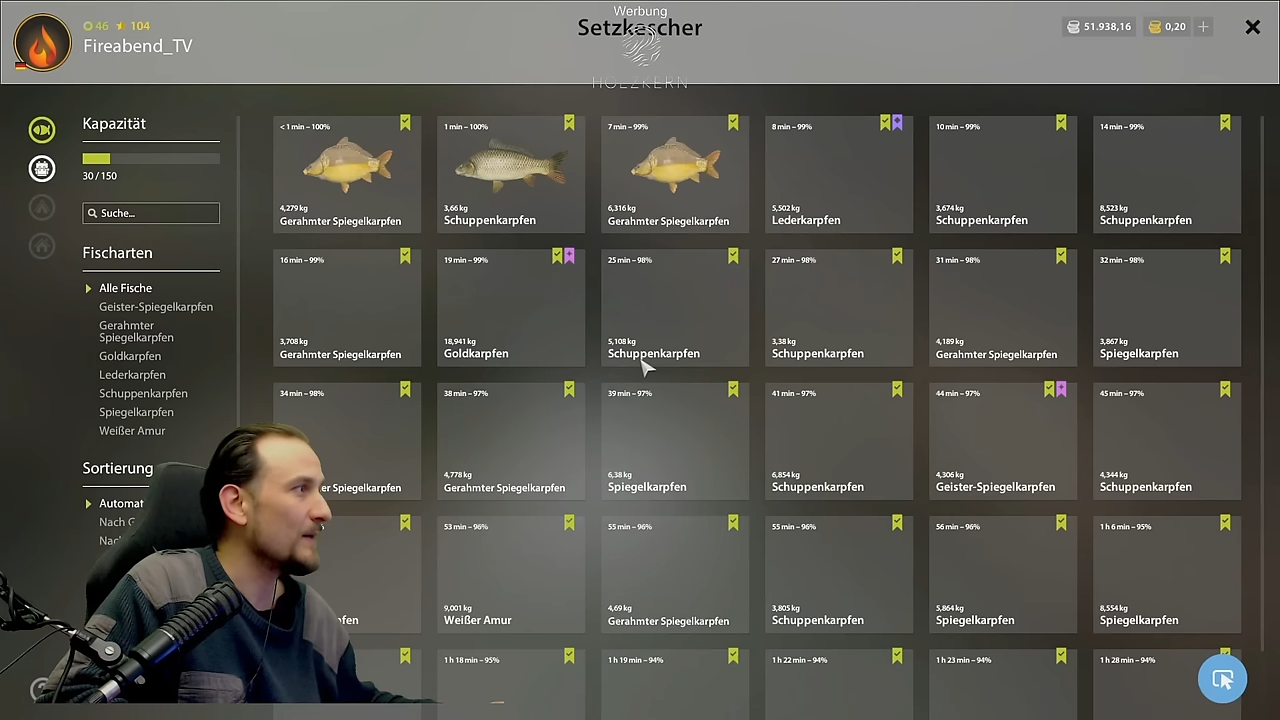 Werbung
46 104
Fireabend_TV
Setzkascher
HOLZKERN
51.938,16
0,20
Kapazität
30 / 150
Suche...
Fischarten
Alle Fische
Geister-Spiegelkarpfen
Gerahmter
Spiegelkarpfen
Goldkarpfen
Lederkarpfen
Schuppenkarpfen
Spiegelkarpfen
Weißer Amur
Sortierung
Automat
Nach G
Nac
< 1 min – 100%
4,279 kg
Gerahmter Spiegelkarpfen
1 min – 100%
3,66 kg
Schuppenkarpfen
7 min – 99%
6,316 kg
Gerahmter Spiegelkarpfen
8 min – 99%
5,502 kg
Lederkarpfen
10 min – 99%
3,674 kg
Schuppenkarpfen
14 min – 99%
8,523 kg
Schuppenkarpfen
16 min – 99%
3,708 kg
Gerahmter Spiegelkarpfen
19 min – 99%
18,941 kg
Goldkarpfen
25 min – 98%
5,108 kg
Schuppenkarpfen
27 min – 98%
3,38 kg
Schuppenkarpfen
31 min – 98%
4,189 kg
Gerahmter Spiegelkarpfen
32 min – 98%
3,867 kg
Spiegelkarpfen
34 min – 98%
er Spiegelkarpfen
38 min – 97%
4,778 kg
Gerahmter Spiegelkarpfen
39 min – 97%
6,38 kg
Spiegelkarpfen
41 min – 97%
6,854 kg
Schuppenkarpfen
44 min – 97%
4,306 kg
Geister-Spiegelkarpfen
45 min – 97%
4,344 kg
Schuppenkarpfen
pfen
53 min – 96%
9,001 kg
Weißer Amur
55 min – 96%
4,69 kg
Gerahmter Spiegelkarpfen
55 min – 96%
3,805 kg
Schuppenkarpfen
56 min – 96%
5,864 kg
Spiegelkarpfen
1 h 6 min – 95%
8,554 kg
Spiegelkarpfen
1 h 18 min – 95%
1 h 19 min – 94%
1 h 22 min – 94%
1 h 23 min – 94%
1 h 28 min – 94%